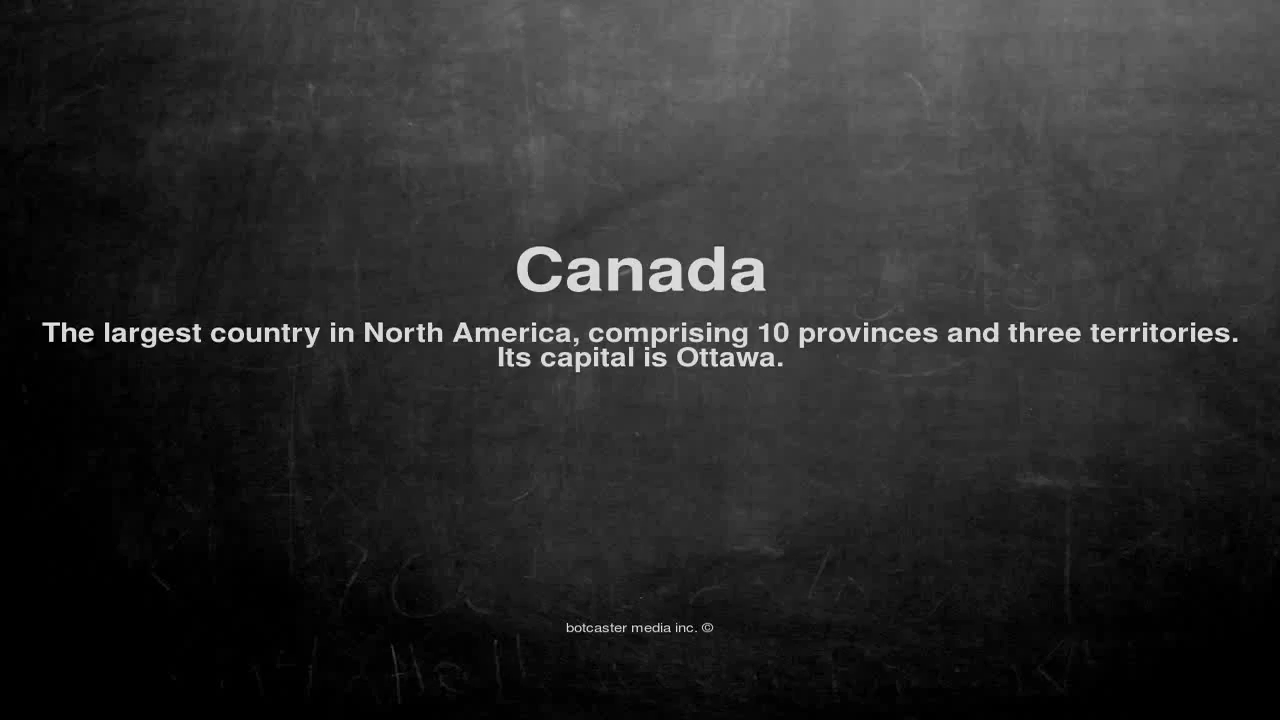 Canada
The largest country in North America, comprising 10 provinces and three territories.
Its capital is Ottawa.
botcaster media inc. ©